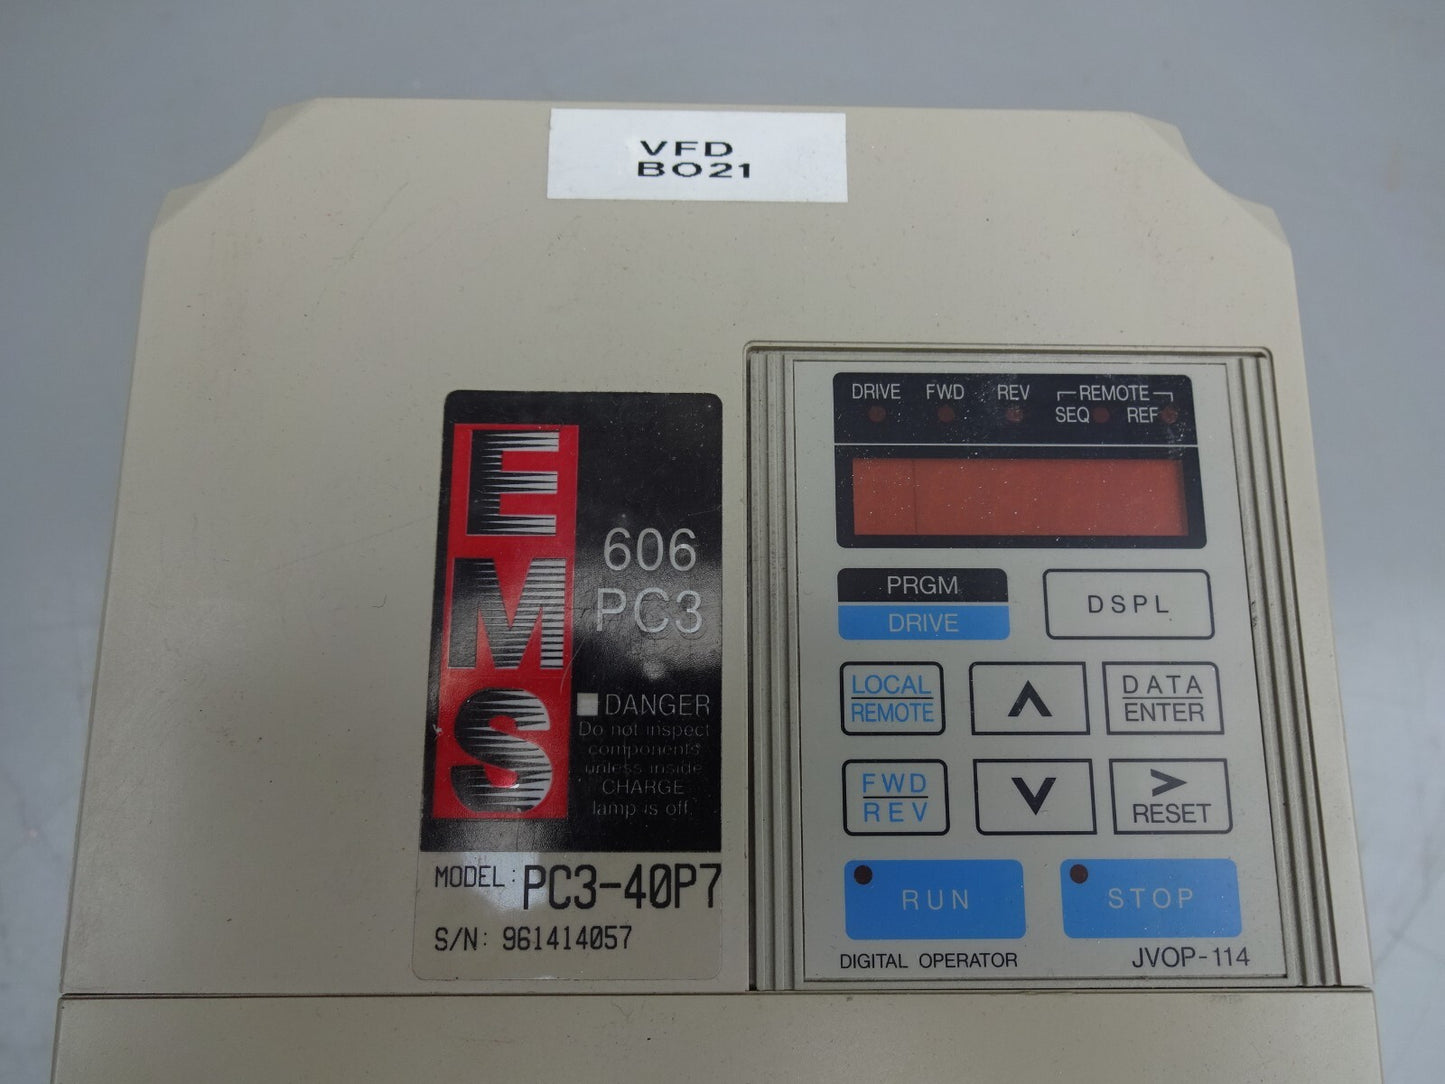 VFD
BO21
EMS
606
PC3
DANGER
Do not inspect
components
unless inside
CHARGE
lamp is off.
MODEL: PC3-40P7
S/N: 961414057
DRIVE FWD REV REMOTE
SEQ REF
PRGM
DRIVE
DSPL
LOCAL
REMOTE
∧
DATA
ENTER
FWD
REV
∨
>
RESET
RUN
STOP
DIGITAL OPERATOR JVOP-114